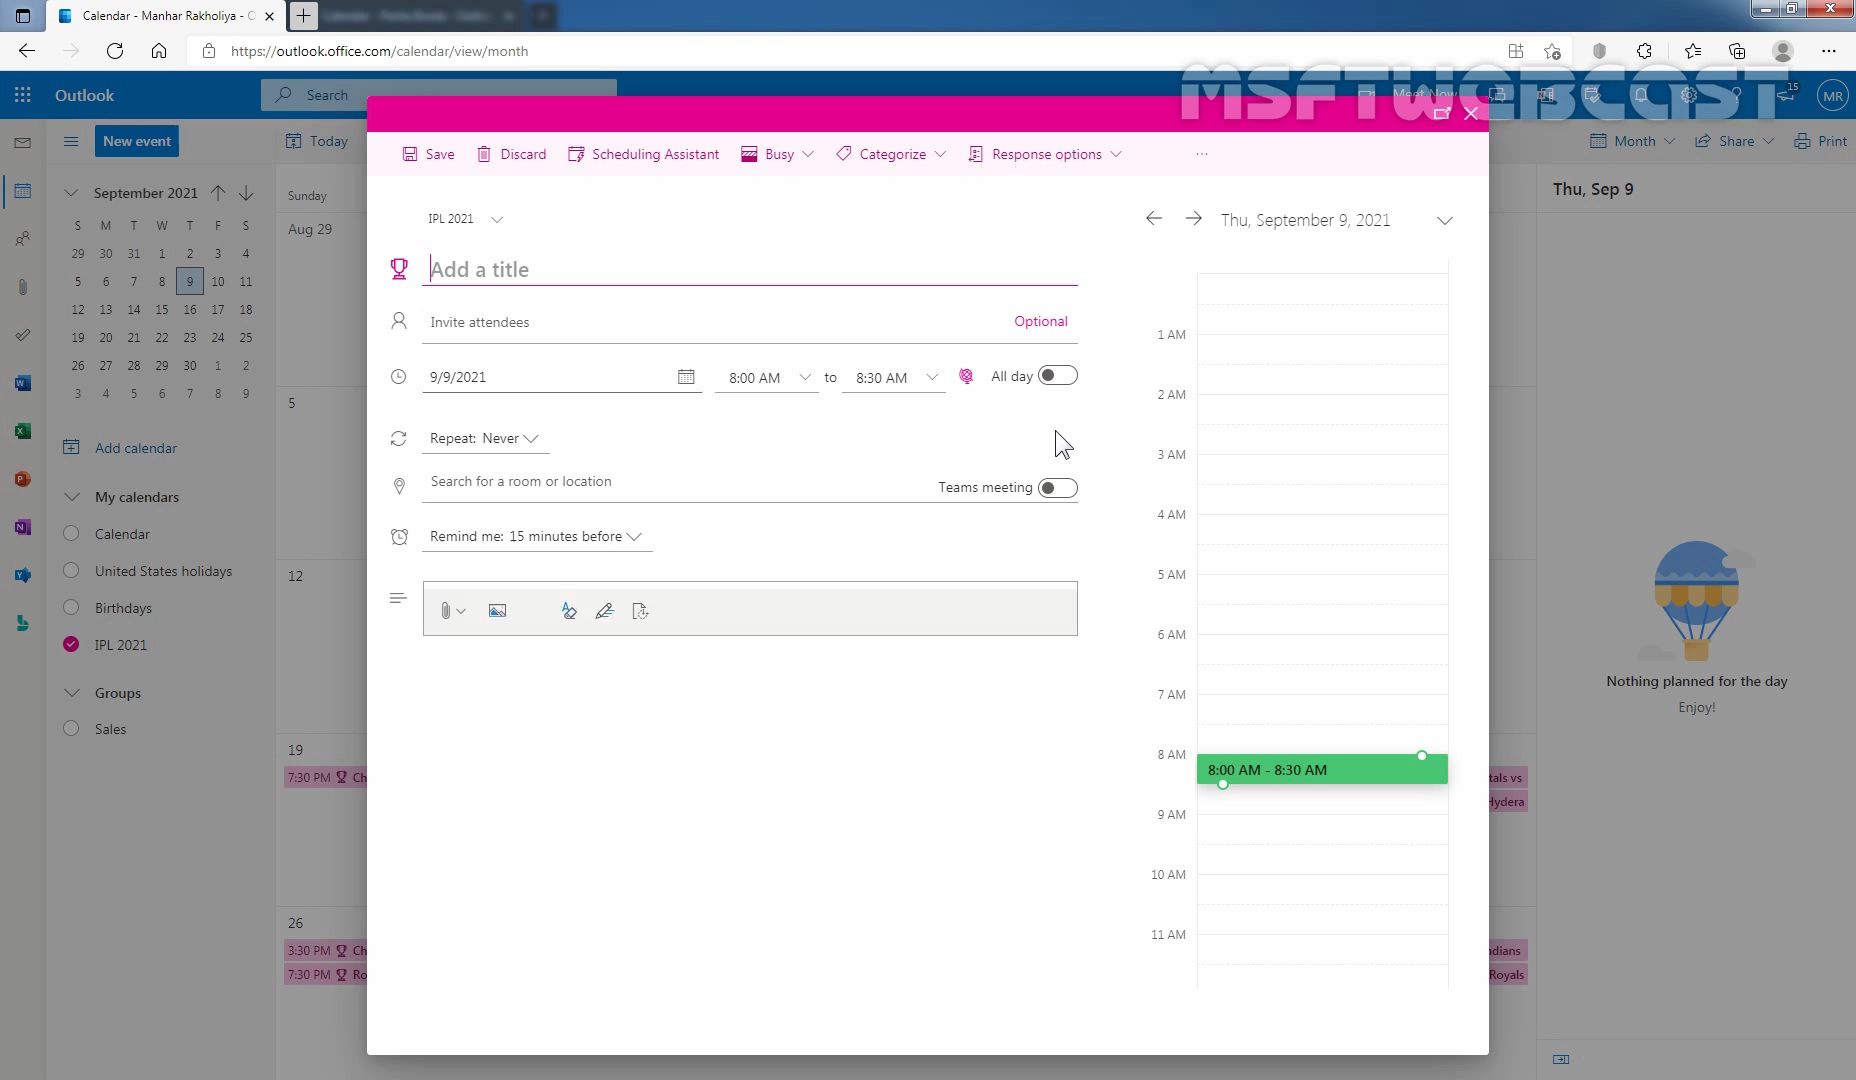 Calendar - Manhar Rakholiya - O
https://outlook.office.com/calendar/view/month
MSFTWEBCAST
Outlook
Search
Meet Now
15
MR
New event
Today
Month
Share
Print
Save
Discard
Scheduling Assistant
Busy
Categorize
Response options
September 2021
S M T W T F S
29 30 31 1 2 3 4
5 6 7 8 9 10 11
12 13 14 15 16 17 18
19 20 21 22 23 24 25
26 27 28 29 30 1 2
3 4 5 6 7 8 9
Add calendar
My calendars
Calendar
United States holidays
Birthdays
IPL 2021
Groups
Sales
Sunday
Aug 29
5
12
19
7:30 PM Ch
26
3:30 PM Ch
7:30 PM Ro
IPL 2021
Add a title
Invite attendees
Optional
9/9/2021
8:00 AM to 8:30 AM
All day
Repeat: Never
Search for a room or location
Teams meeting
Remind me: 15 minutes before
Thu, September 9, 2021
1 AM
2 AM
3 AM
4 AM
5 AM
6 AM
7 AM
8 AM
8:00 AM - 8:30 AM
9 AM
10 AM
11 AM
tals vs
Hydera
ndians
Royals
Thu, Sep 9
Nothing planned for the day
Enjoy!